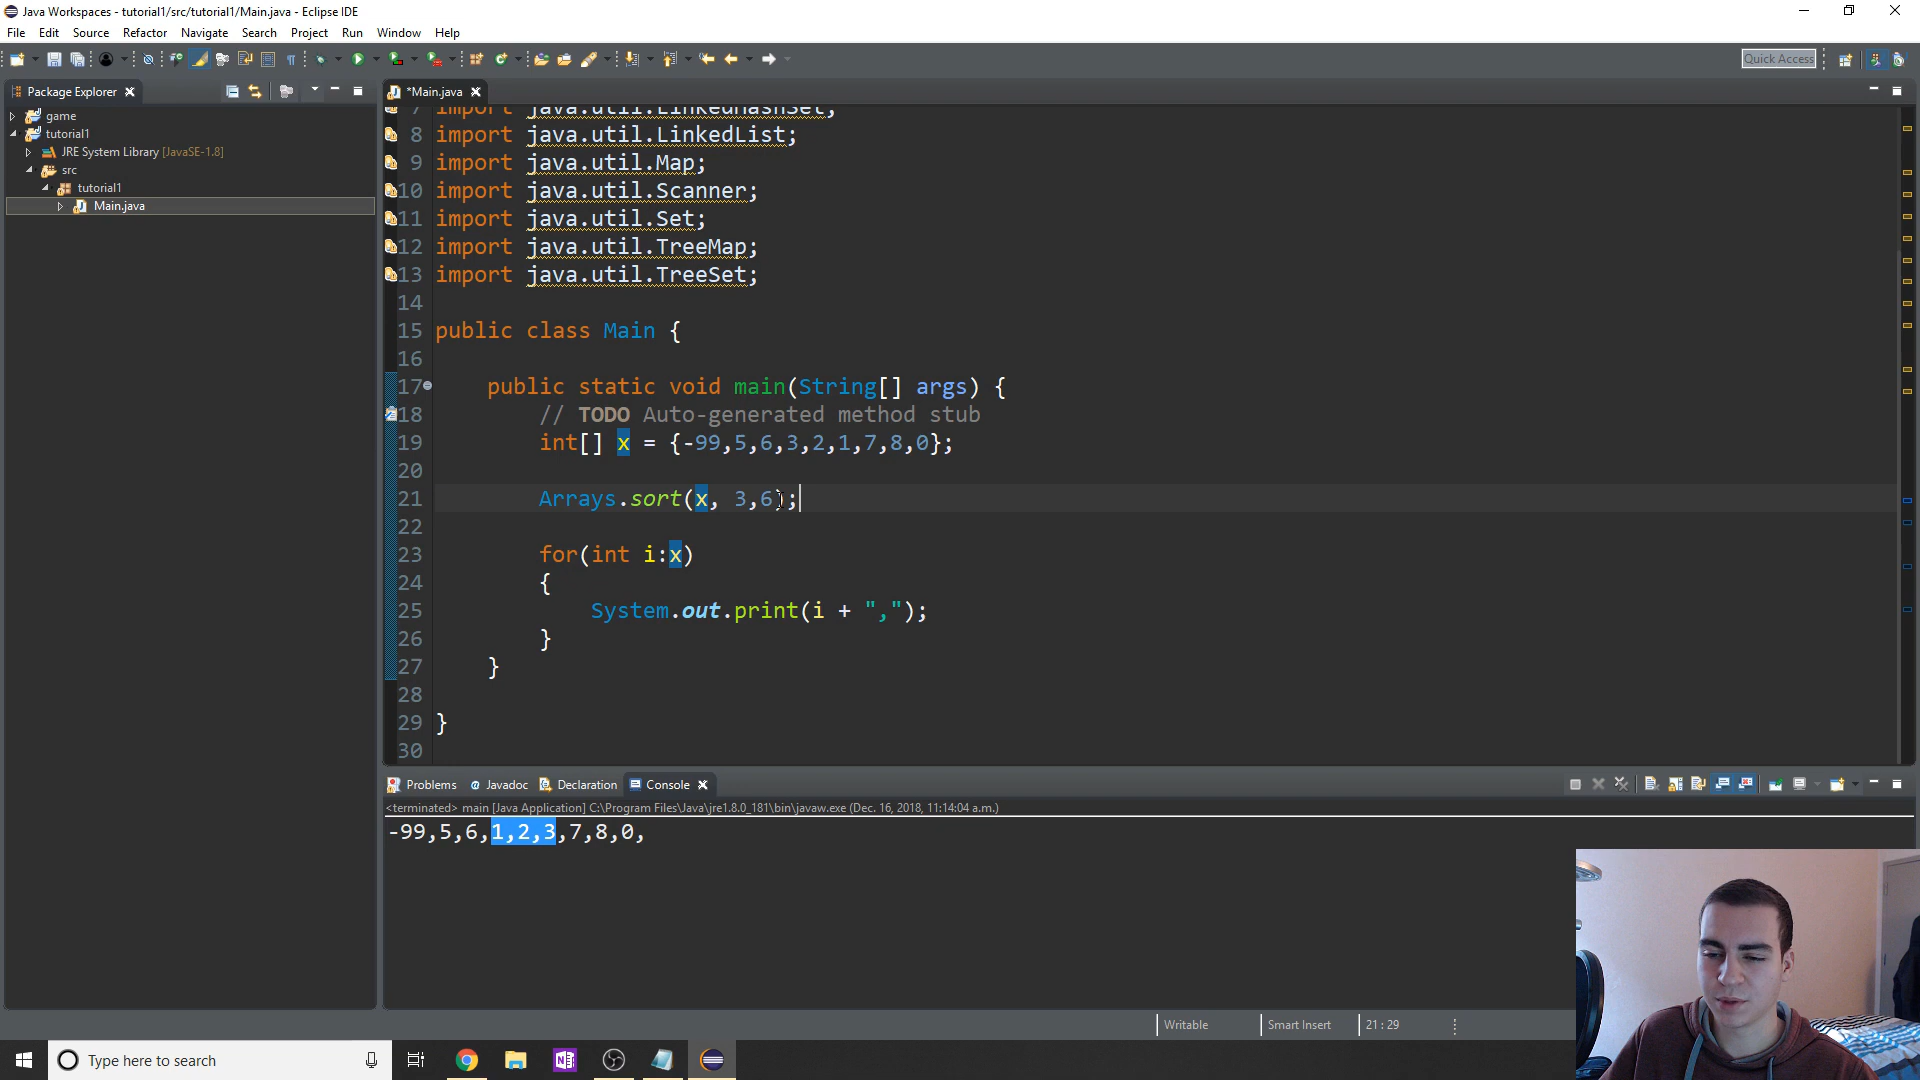 Java Workspaces - tutorial1/src/tutorial1/Main.java - Eclipse IDE
File Edit Source Refactor Navigate Search Project Run Window Help
Quick Access
Package Explorer
*Main.java
game
tutorial1
JRE System Library [JavaSE-1.8]
src
tutorial1
Main.java
7 import java.util.LinkedHashSet;
8 import java.util.LinkedList;
9 import java.util.Map;
10 import java.util.Scanner;
11 import java.util.Set;
12 import java.util.TreeMap;
13 import java.util.TreeSet;
14
15 public class Main {
16
17 public static void main(String[] args) {
18 // TODO Auto-generated method stub
19 int[] x = {-99,5,6,3,2,1,7,8,0};
20
21 Arrays.sort(x, 3,6);
22
23 for(int i:x)
24 {
25 System.out.print(i + ",");
26 }
27 }
28
29 }
30
Problems Javadoc Declaration Console
<terminated> main [Java Application] C:\Program Files\Java\jre1.8.0_181\bin\javaw.exe (Dec. 16, 2018, 11:14:04 a.m.)
-99,5,6,1,2,3,7,8,0,
Writable Smart Insert 21 : 29
Type here to search